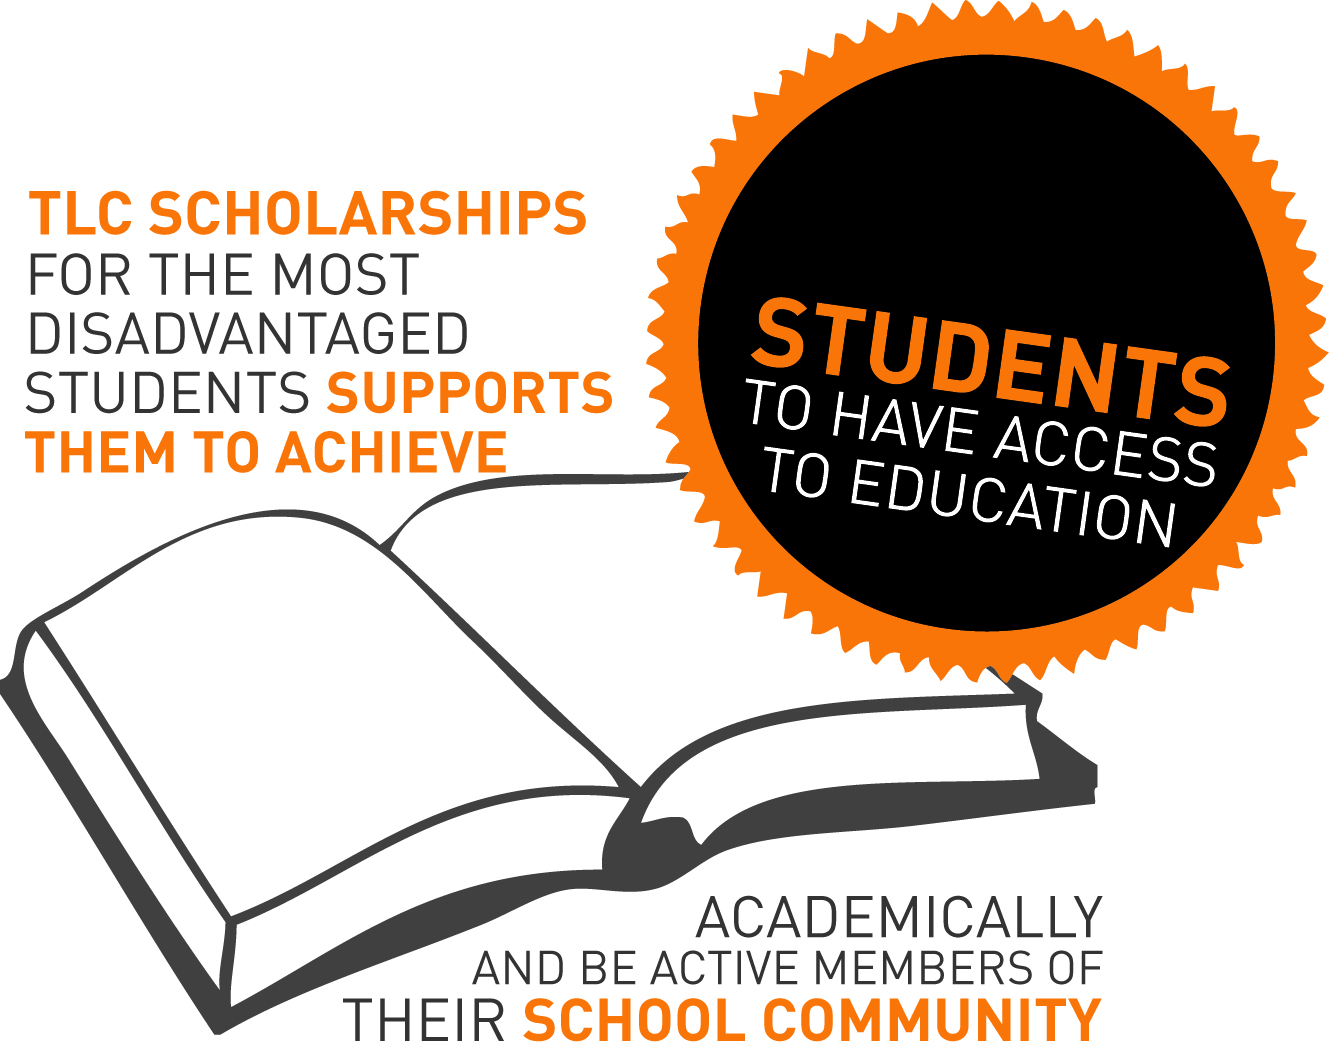 TLC SCHOLARSHIPS
FOR THE MOST
DISADVANTAGED
STUDENTS SUPPORTS
THEM TO ACHIEVE
STUDENTS
TO HAVE ACCESS
TO EDUCATION
ACADEMICALLY
AND BE ACTIVE MEMBERS OF
THEIR SCHOOL COMMUNITY